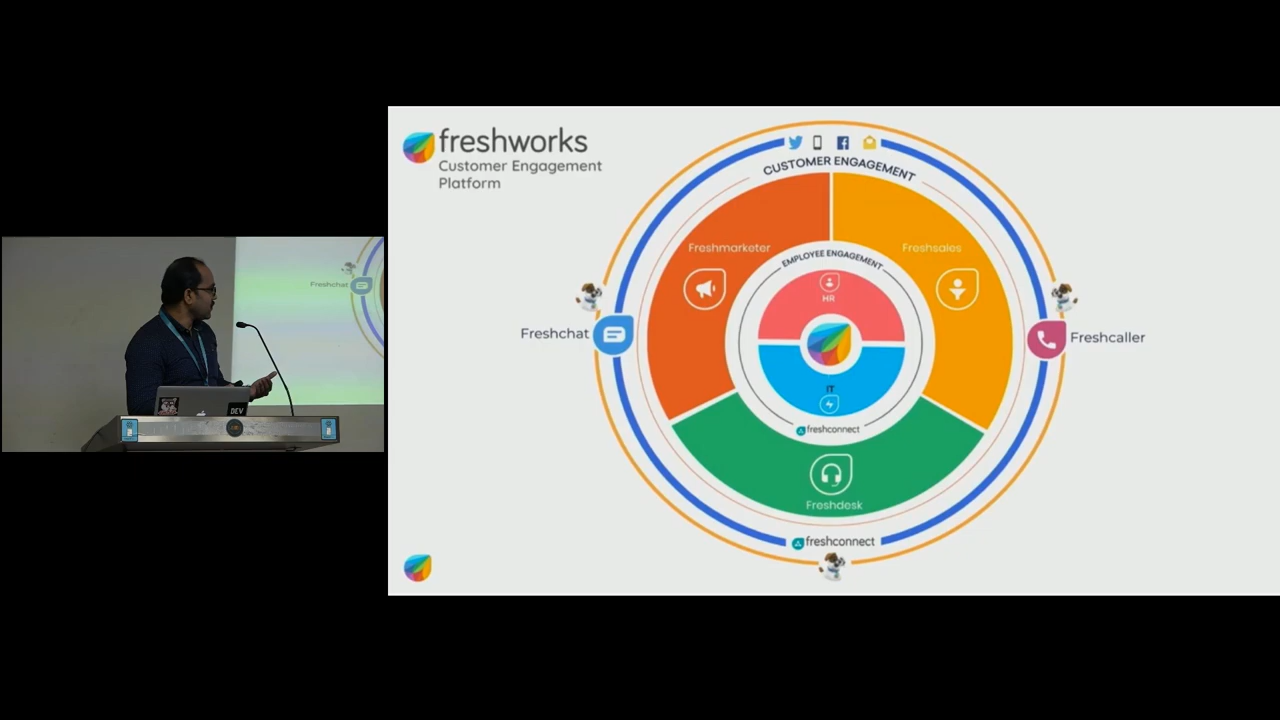 freshworks
Customer Engagement
Platform
CUSTOMER ENGAGEMENT
Freshmarketer
Freshsales
EMPLOYEE ENGAGEMENT
HR
Freshchat
Freshcaller
IT
freshconnect
Freshdesk
freshconnect
Freshchat
DEV